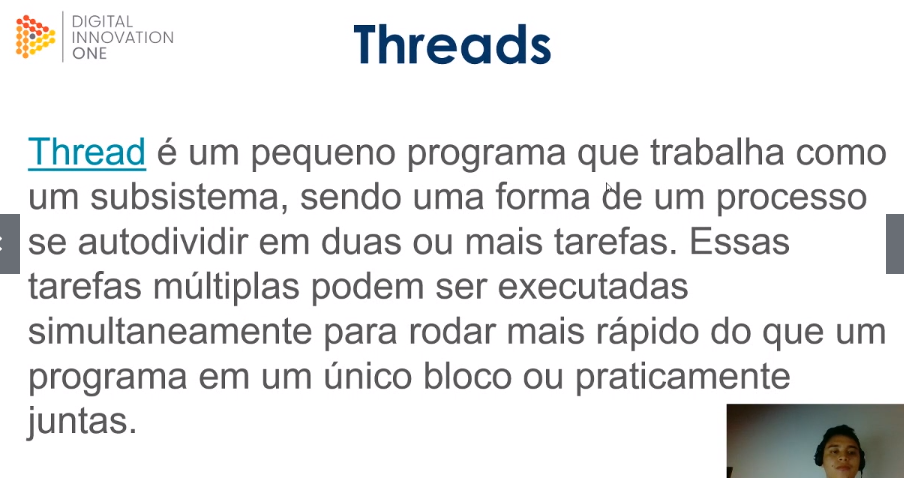 DIGITAL
INNOVATION
ONE
Threads
Thread é um pequeno programa que trabalha como
um subsistema, sendo uma forma de um processo
se autodividir em duas ou mais tarefas. Essas
tarefas múltiplas podem ser executadas
simultaneamente para rodar mais rápido do que um
programa em um único bloco ou praticamente
juntas.